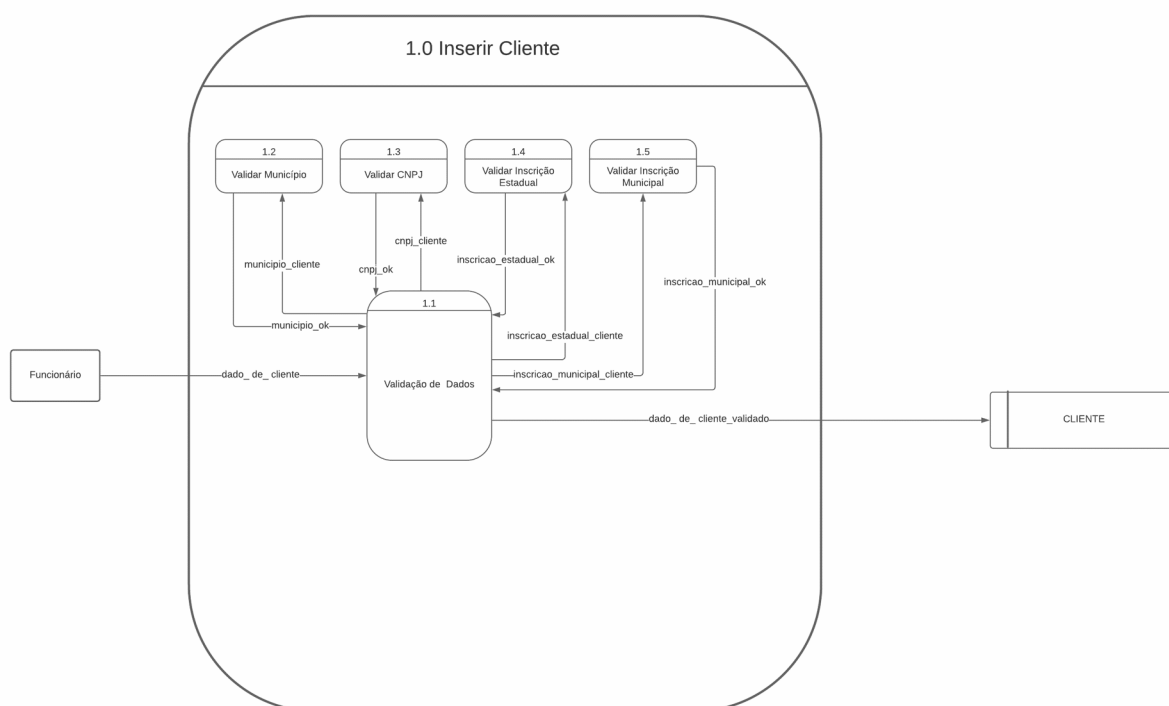 1.0 Inserir Cliente
1.2
Validar Município
1.3
Validar CNPJ
1.4
Validar Inscrição
Estadual
1.5
Validar Inscrição
Municipal
cnpj_cliente
municipio_cliente
cnpj_ok
inscricao_estadual_ok
inscricao_municipal_ok
1.1
municipio_ok
inscricao_estadual_cliente
Funcionário
dado_ de_ cliente
Validação de Dados
inscricao_municipal_cliente
dado_ de_ cliente_validado
CLIENTE